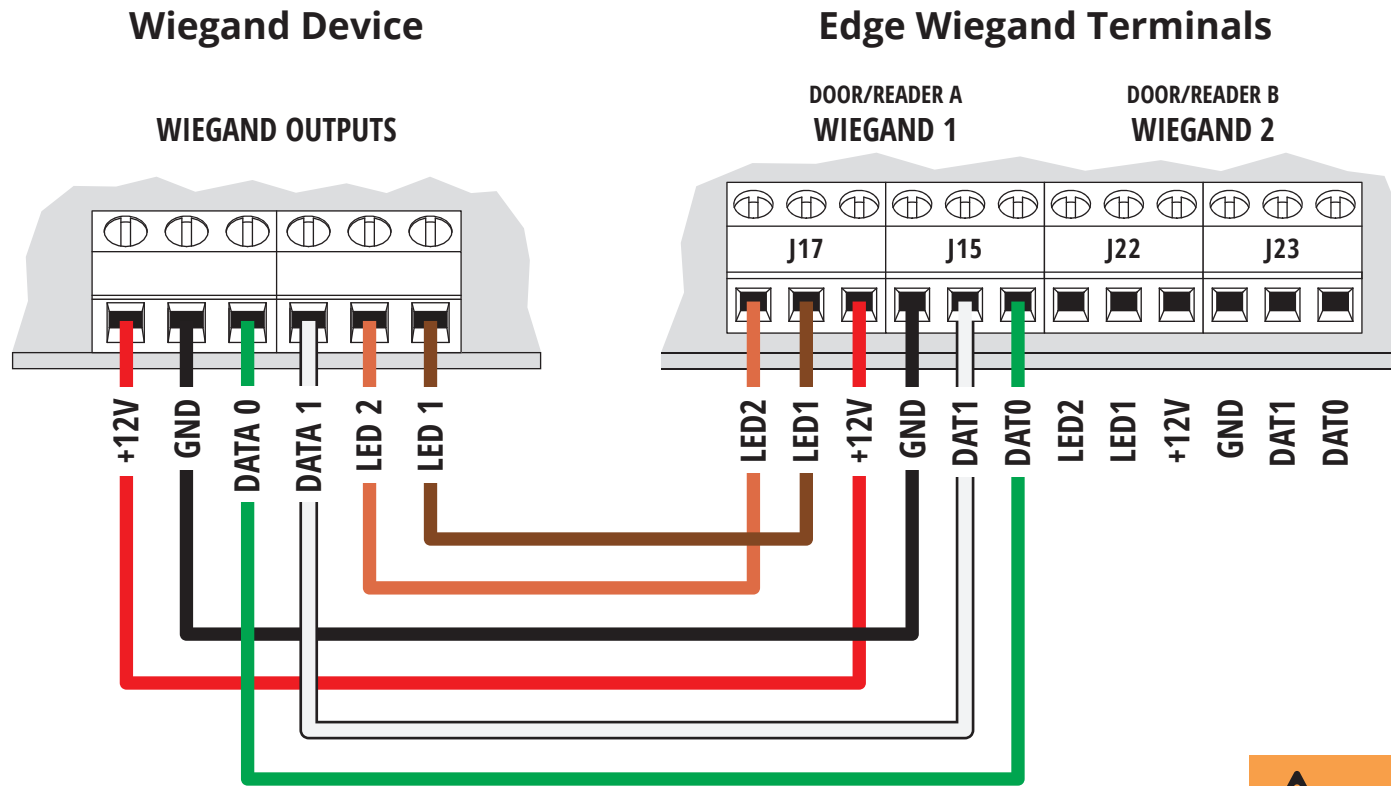 Wiegand Device
Edge Wiegand Terminals
WIEGAND OUTPUTS
DOOR/READER A
WIEGAND 1
DOOR/READER B
WIEGAND 2
J17
J15
J22
J23
+12V
GND
DATA 0
DATA 1
LED 2
LED 1
LED2
LED1
+12V
GND
DAT1
DAT0
LED2
LED1
+12V
GND
DAT1
DAT0